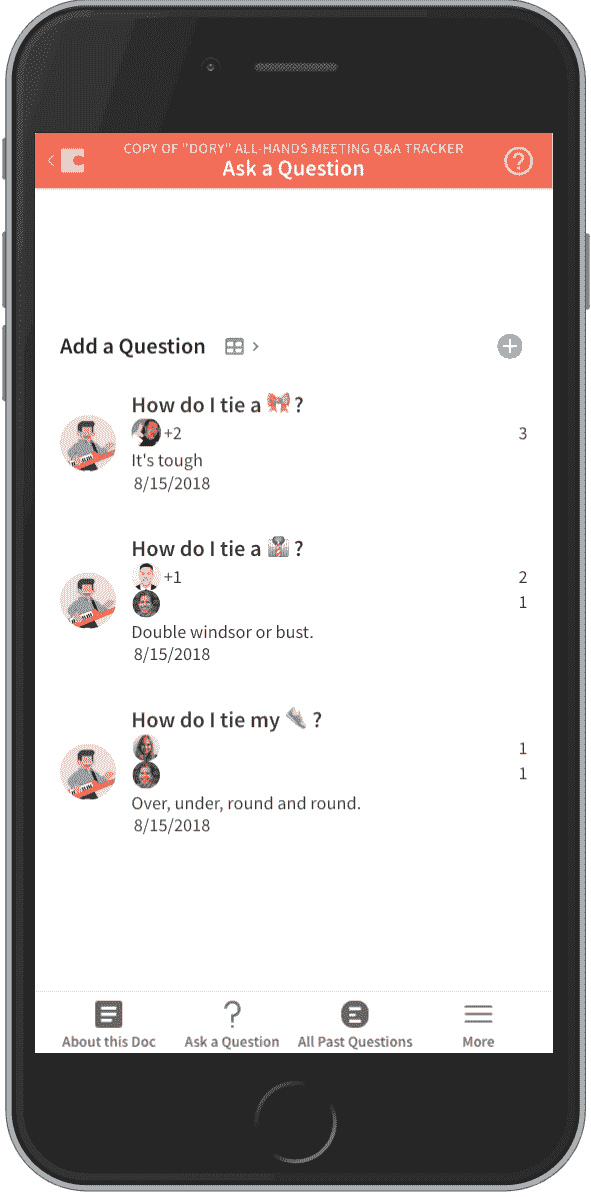 COPY OF "DORY" ALL-HANDS MEETING Q&A TRACKER
Ask a Question
Add a Question
How do I tie a 🎀 ?
+2 3
It's tough
8/15/2018
How do I tie a 👔 ?
+1 2
1
Double windsor or bust.
8/15/2018
How do I tie my 👟 ?
1
1
Over, under, round and round.
8/15/2018
About this Doc Ask a Question All Past Questions More